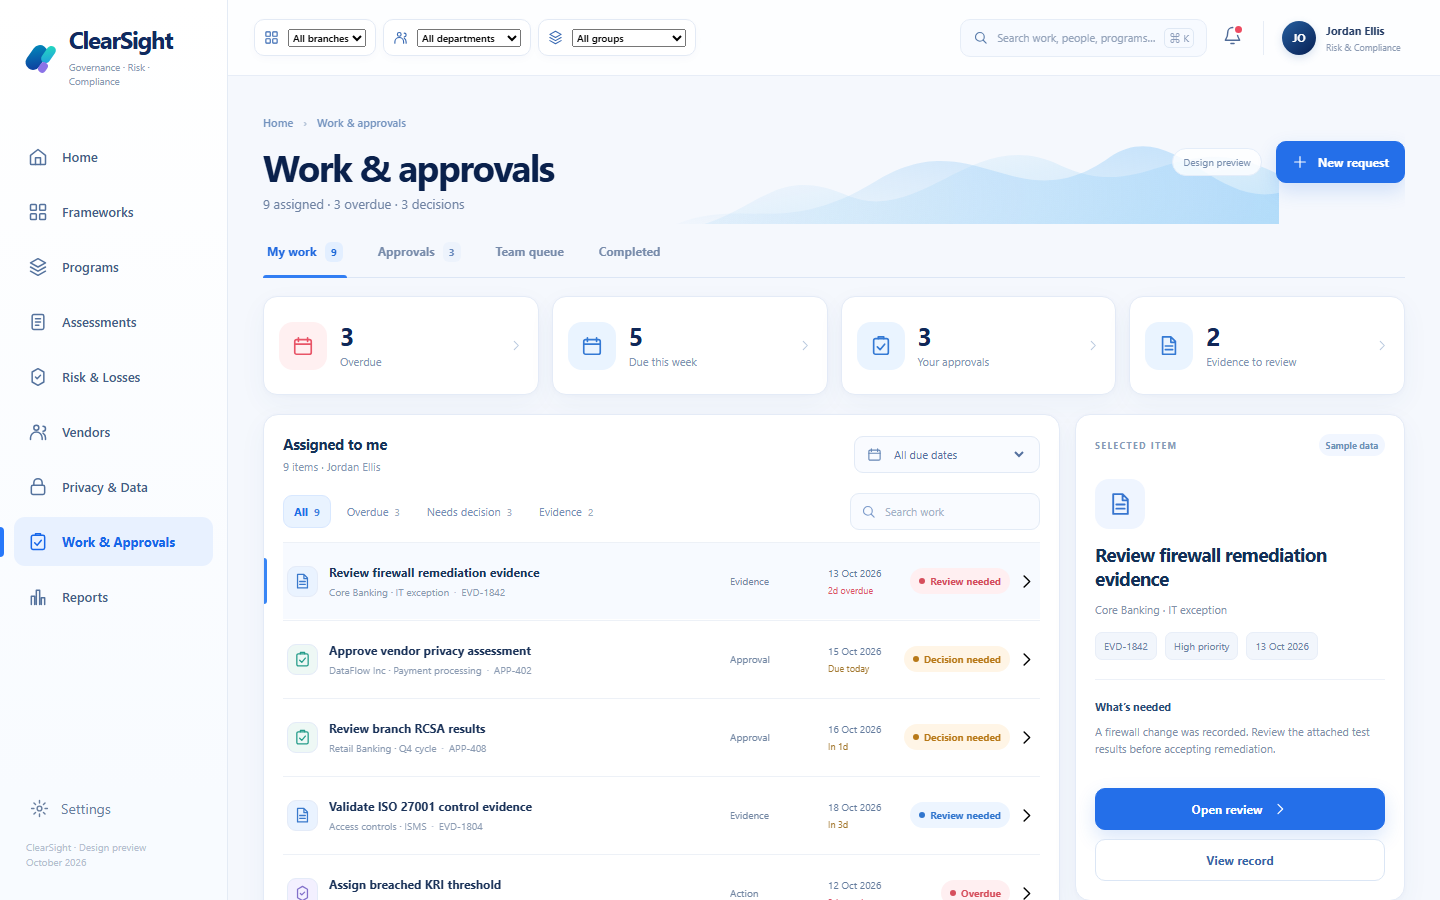 ClearSight
Governance · Risk ·
Compliance
All branches
All departments
All groups
Search work, people, programs...
⌘ K
JO
Jordan Ellis
Risk & Compliance
Home
Frameworks
Programs
Assessments
Risk & Losses
Vendors
Privacy & Data
Work & Approvals
Reports
Settings
ClearSight · Design preview
October 2026
Home › Work & approvals
Work & approvals
9 assigned · 3 overdue · 3 decisions
Design preview
New request
My work 9
Approvals 3
Team queue
Completed
3
Overdue
5
Due this week
3
Your approvals
2
Evidence to review
Assigned to me
9 items · Jordan Ellis
All due dates
All 9
Overdue 3
Needs decision 3
Evidence 2
Search work
Review firewall remediation evidence
Core Banking · IT exception · EVD-1842
Evidence
13 Oct 2026
2d overdue
Review needed
Approve vendor privacy assessment
DataFlow Inc · Payment processing · APP-402
Approval
15 Oct 2026
Due today
Decision needed
Review branch RCSA results
Retail Banking · Q4 cycle · APP-408
Approval
16 Oct 2026
In 1d
Decision needed
Validate ISO 27001 control evidence
Access controls · ISMS · EVD-1804
Evidence
18 Oct 2026
In 3d
Review needed
Assign breached KRI threshold
Action
12 Oct 2026
Overdue
SELECTED ITEM
Sample data
Review firewall remediation
evidence
Core Banking · IT exception
EVD-1842
High priority
13 Oct 2026
What's needed
A firewall change was recorded. Review the attached test
results before accepting remediation.
Open review
View record